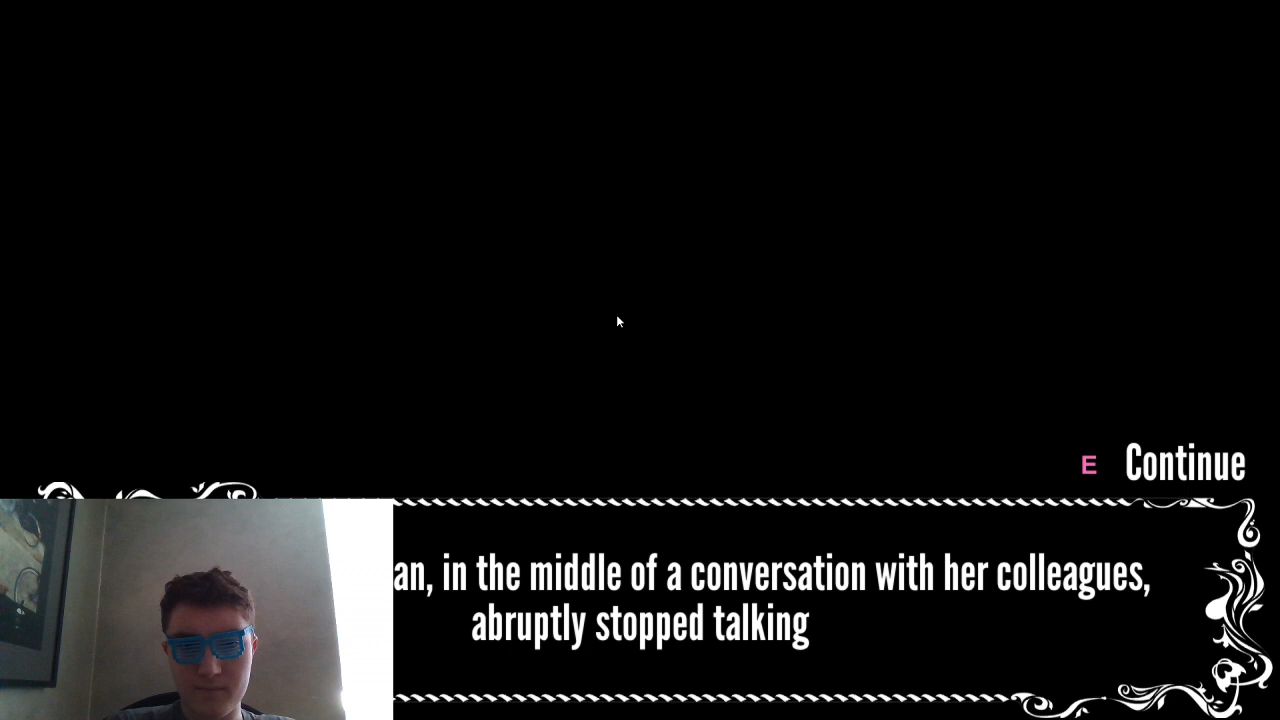 E Continue
an, in the middle of a conversation with her colleagues,
abruptly stopped talking